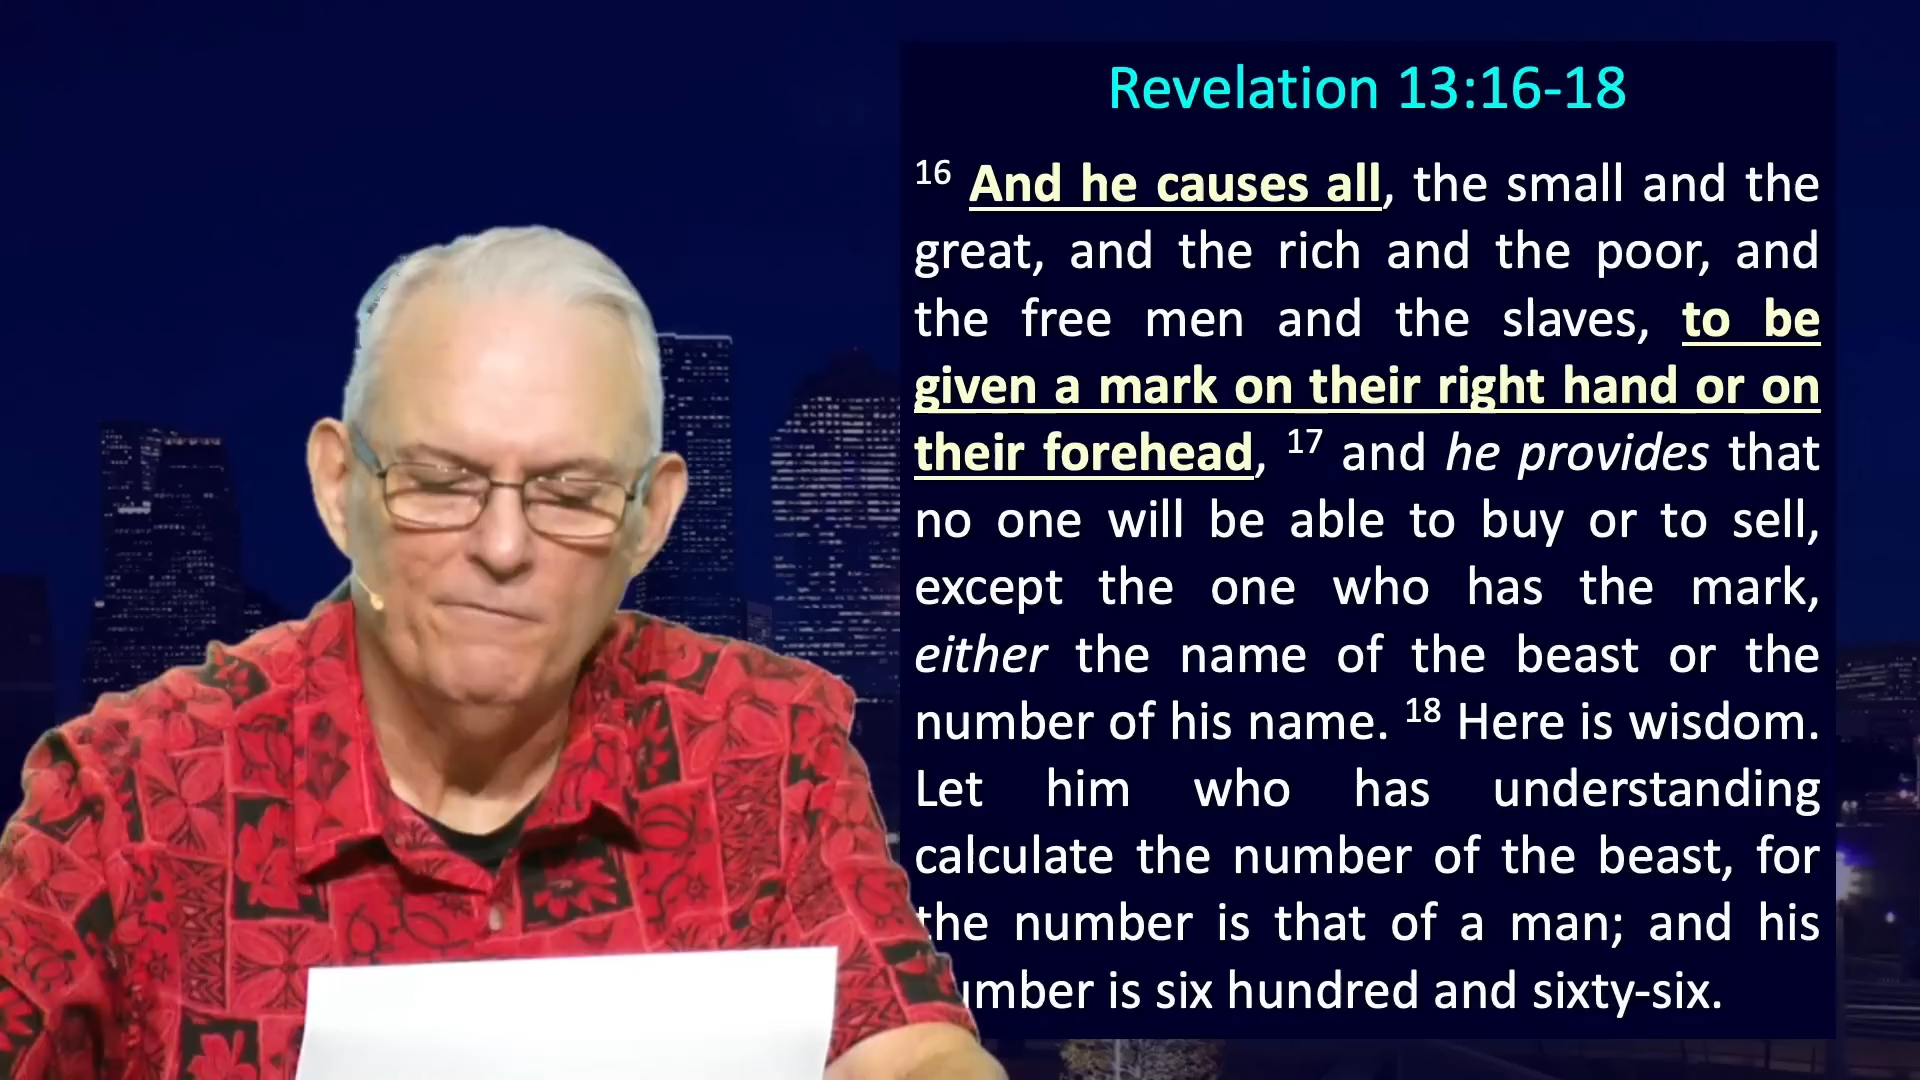 Revelation 13:16-18
16 And he causes all, the small and the
great, and the rich and the poor, and
the free men and the slaves, to be
given a mark on their right hand or on
their forehead, 17 and he provides that
no one will be able to buy or to sell,
except the one who has the mark,
either the name of the beast or the
number of his name. 18 Here is wisdom.
Let him who has understanding
calculate the number of the beast, for
the number is that of a man; and his
umber is six hundred and sixty-six.